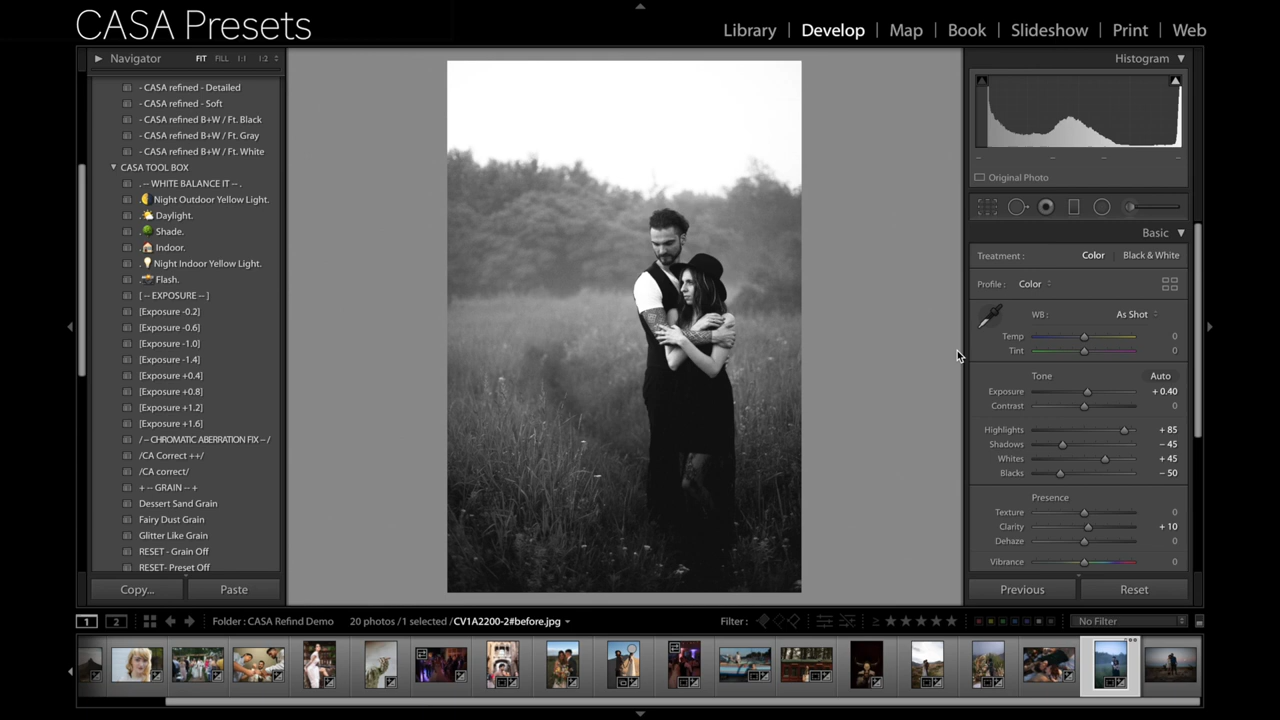 CASA Presets
Library | Develop | Map | Book | Slideshow | Print | Web
Navigator FIT FILL 1:1 1:2
- CASA refined - Detailed
- CASA refined - Soft
- CASA refined B+W / Ft. Black
- CASA refined B+W / Ft. Gray
- CASA refined B+W / Ft. White
CASA TOOL BOX
. -- WHITE BALANCE IT -- .
. Night Outdoor Yellow Light.
. Daylight.
. Shade.
. Indoor.
. Night Indoor Yellow Light.
. Flash.
[ -- EXPOSURE -- ]
[Exposure -0.2]
[Exposure -0.6]
[Exposure -1.0]
[Exposure -1.4]
[Exposure +0.4]
[Exposure +0.8]
[Exposure +1.2]
[Exposure +1.6]
/ -- CHROMATIC ABERRATION FIX -- /
/CA Correct ++/
/CA correct/
+ -- GRAIN -- +
Dessert Sand Grain
Fairy Dust Grain
Glitter Like Grain
RESET - Grain Off
RESET- Preset Off
Copy... Paste
Histogram
Original Photo
Basic
Treatment : Color | Black & White
Profile : Color
WB : As Shot
Temp 0
Tint 0
Tone Auto
Exposure + 0.40
Contrast 0
Highlights + 85
Shadows - 45
Whites + 45
Blacks - 50
Presence
Texture 0
Clarity + 10
Dehaze 0
Vibrance 0
Previous Reset
1 2 Folder : CASA Refind Demo 20 photos / 1 selected / CV1A2200-2#before.jpg Filter : ≥ ★ ★ ★ ★ ★ No Filter